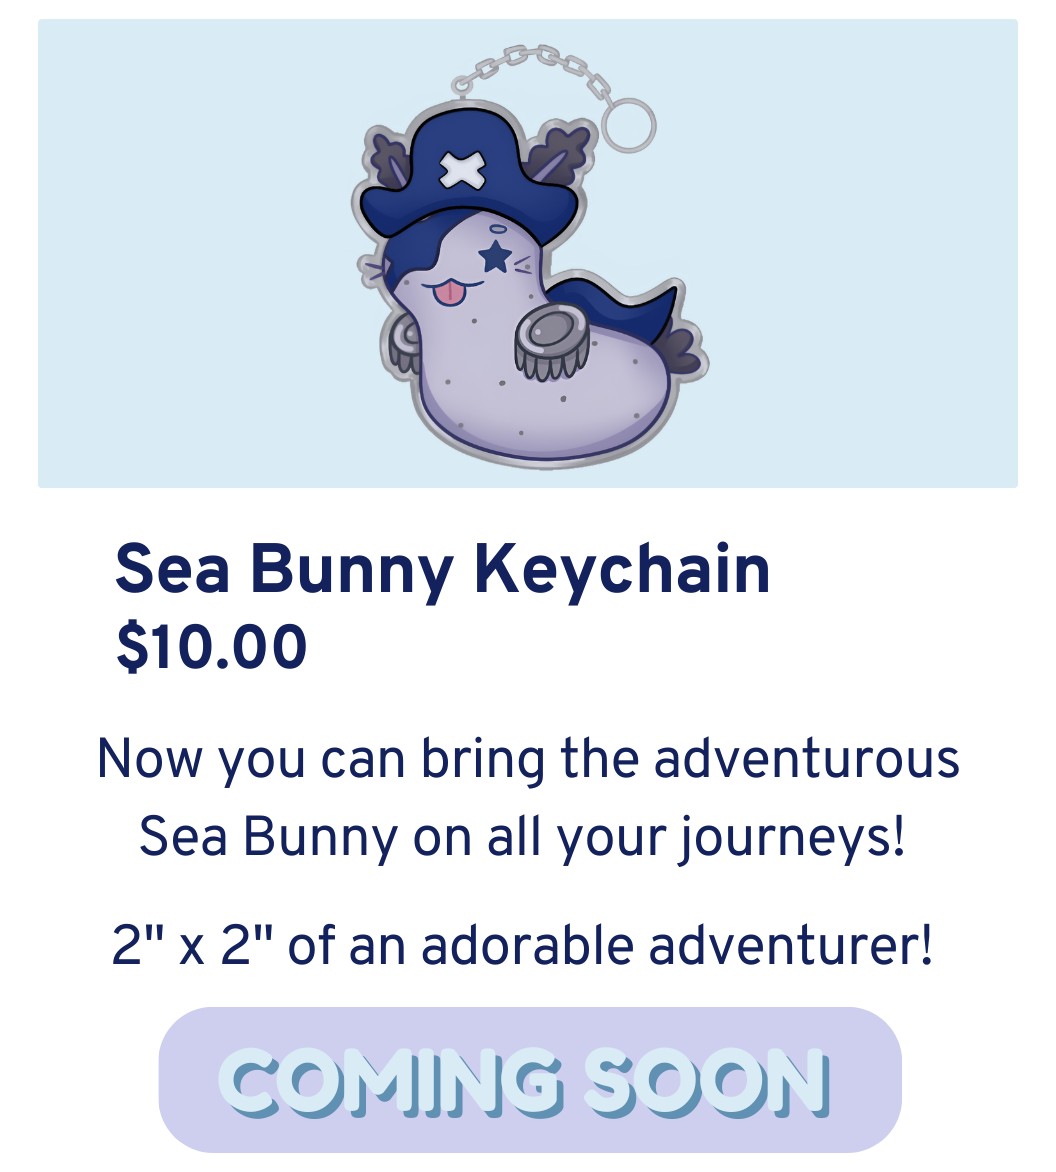 Sea Bunny Keychain
$10.00
Now you can bring the adventurous
Sea Bunny on all your journeys!
2" x 2" of an adorable adventurer!
COMING SOON